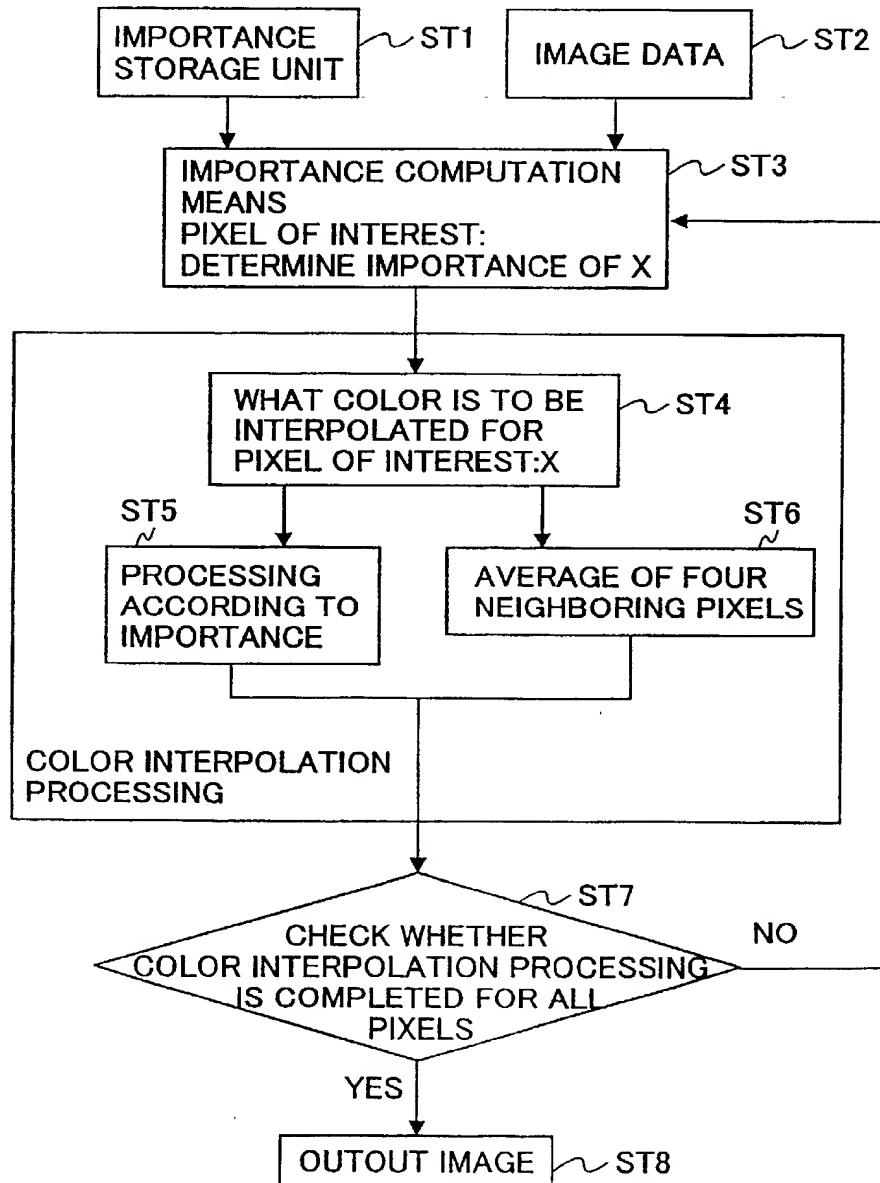 IMPORTANCE
STORAGE UNIT
ST1
IMAGE DATA
ST2
IMPORTANCE COMPUTATION
MEANS
PIXEL OF INTEREST:
DETERMINE IMPORTANCE OF X
ST3
WHAT COLOR IS TO BE
INTERPOLATED FOR
PIXEL OF INTEREST:X
ST4
ST5
PROCESSING
ACCORDING TO
IMPORTANCE
ST6
AVERAGE OF FOUR
NEIGHBORING PIXELS
COLOR INTERPOLATION
PROCESSING
ST7
CHECK WHETHER
COLOR INTERPOLATION PROCESSING
IS COMPLETED FOR ALL
PIXELS
NO
YES
OUTOUT IMAGE
ST8